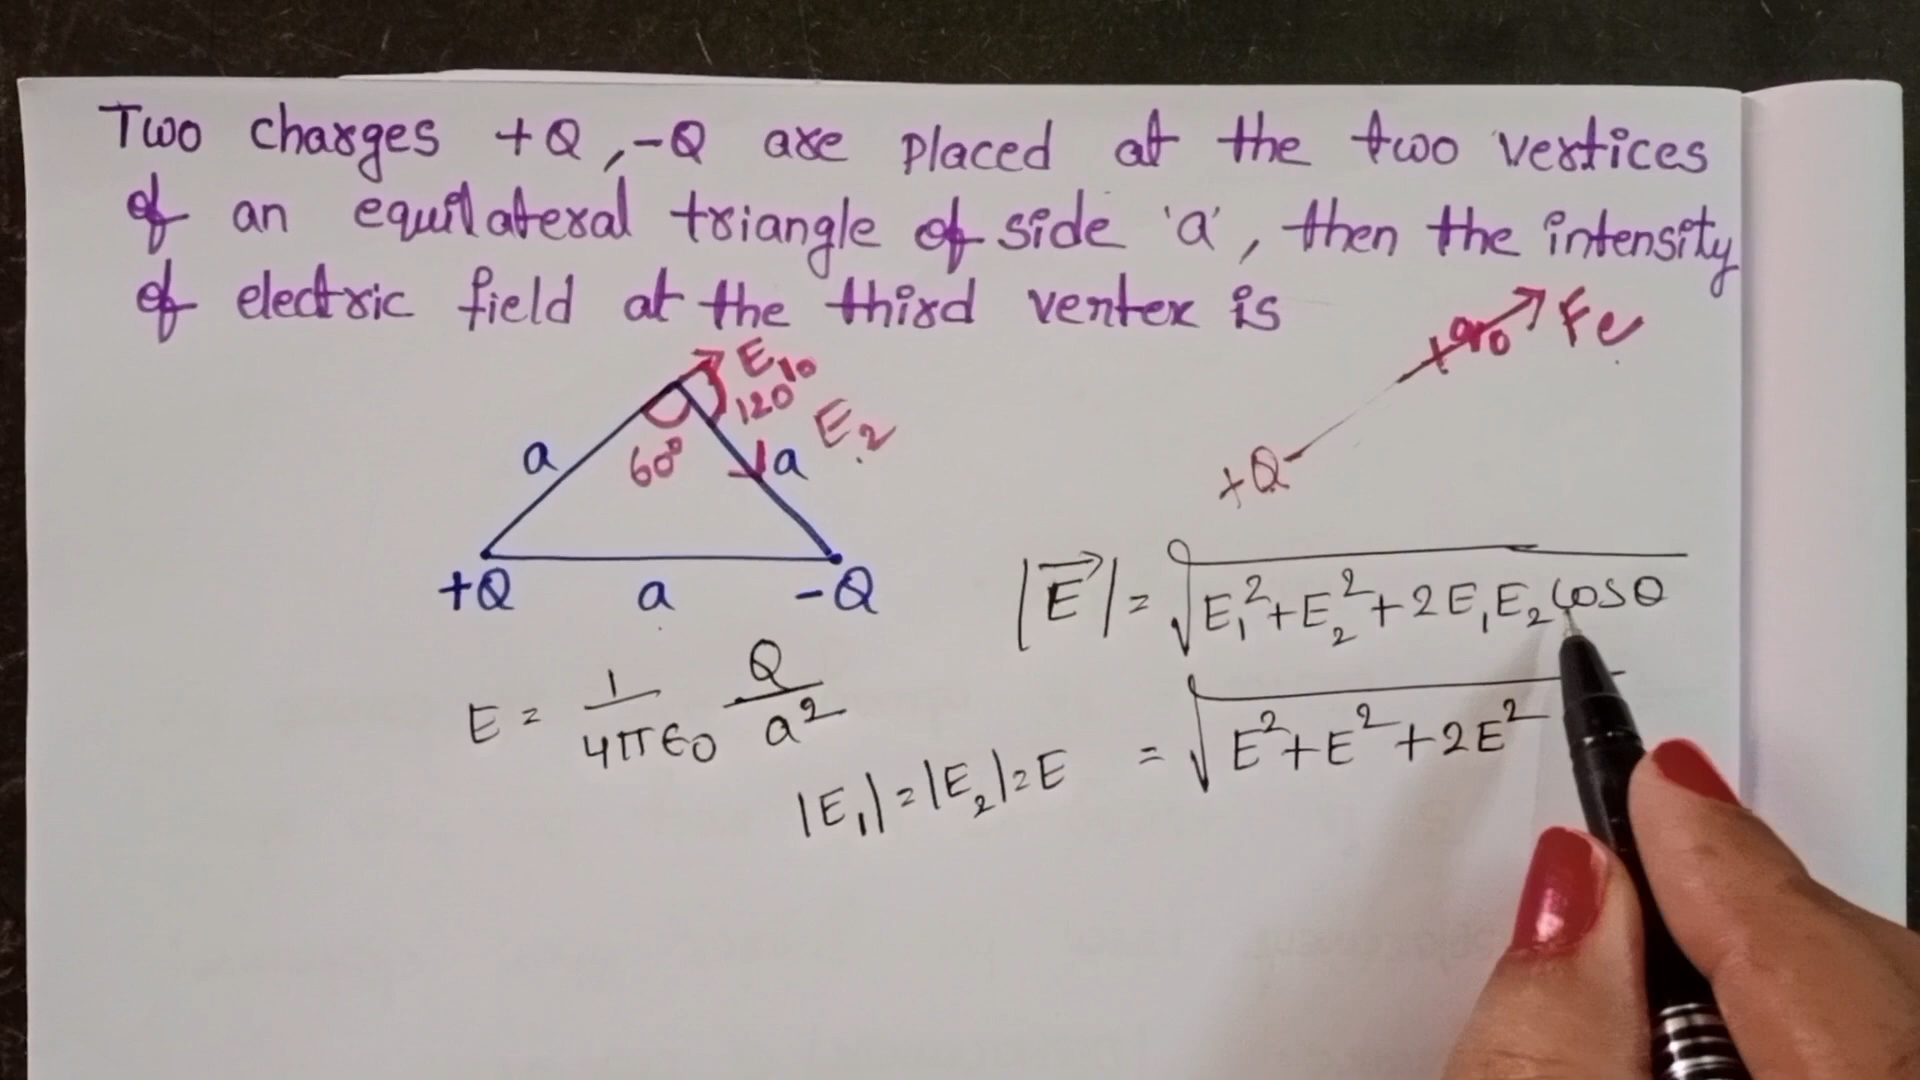 Two charges +Q, -Q are placed at the two vertices
of an equilateral triangle of side 'a', then the intensity
of electric field at the third vertex is
+q₀ Fe
E₁
120°
E₂
a 60° a
+Q
+Q a -Q
|E⃗| = √(E₁² + E₂² + 2E₁E₂ cosθ)
E = 1/4πϵ₀ Q/a²
|E₁| = |E₂| = E
= √(E² + E² + 2E²